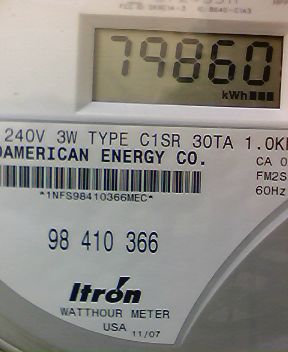 79860
kWh
240V 3W TYPE C1SR 30TA 1.0K
AMERICAN ENERGY CO.
CA 0
*1NFS98410366MEC*
FM2S
60Hz
98 410 366
Itrón
WATTHOUR METER
USA 11/07